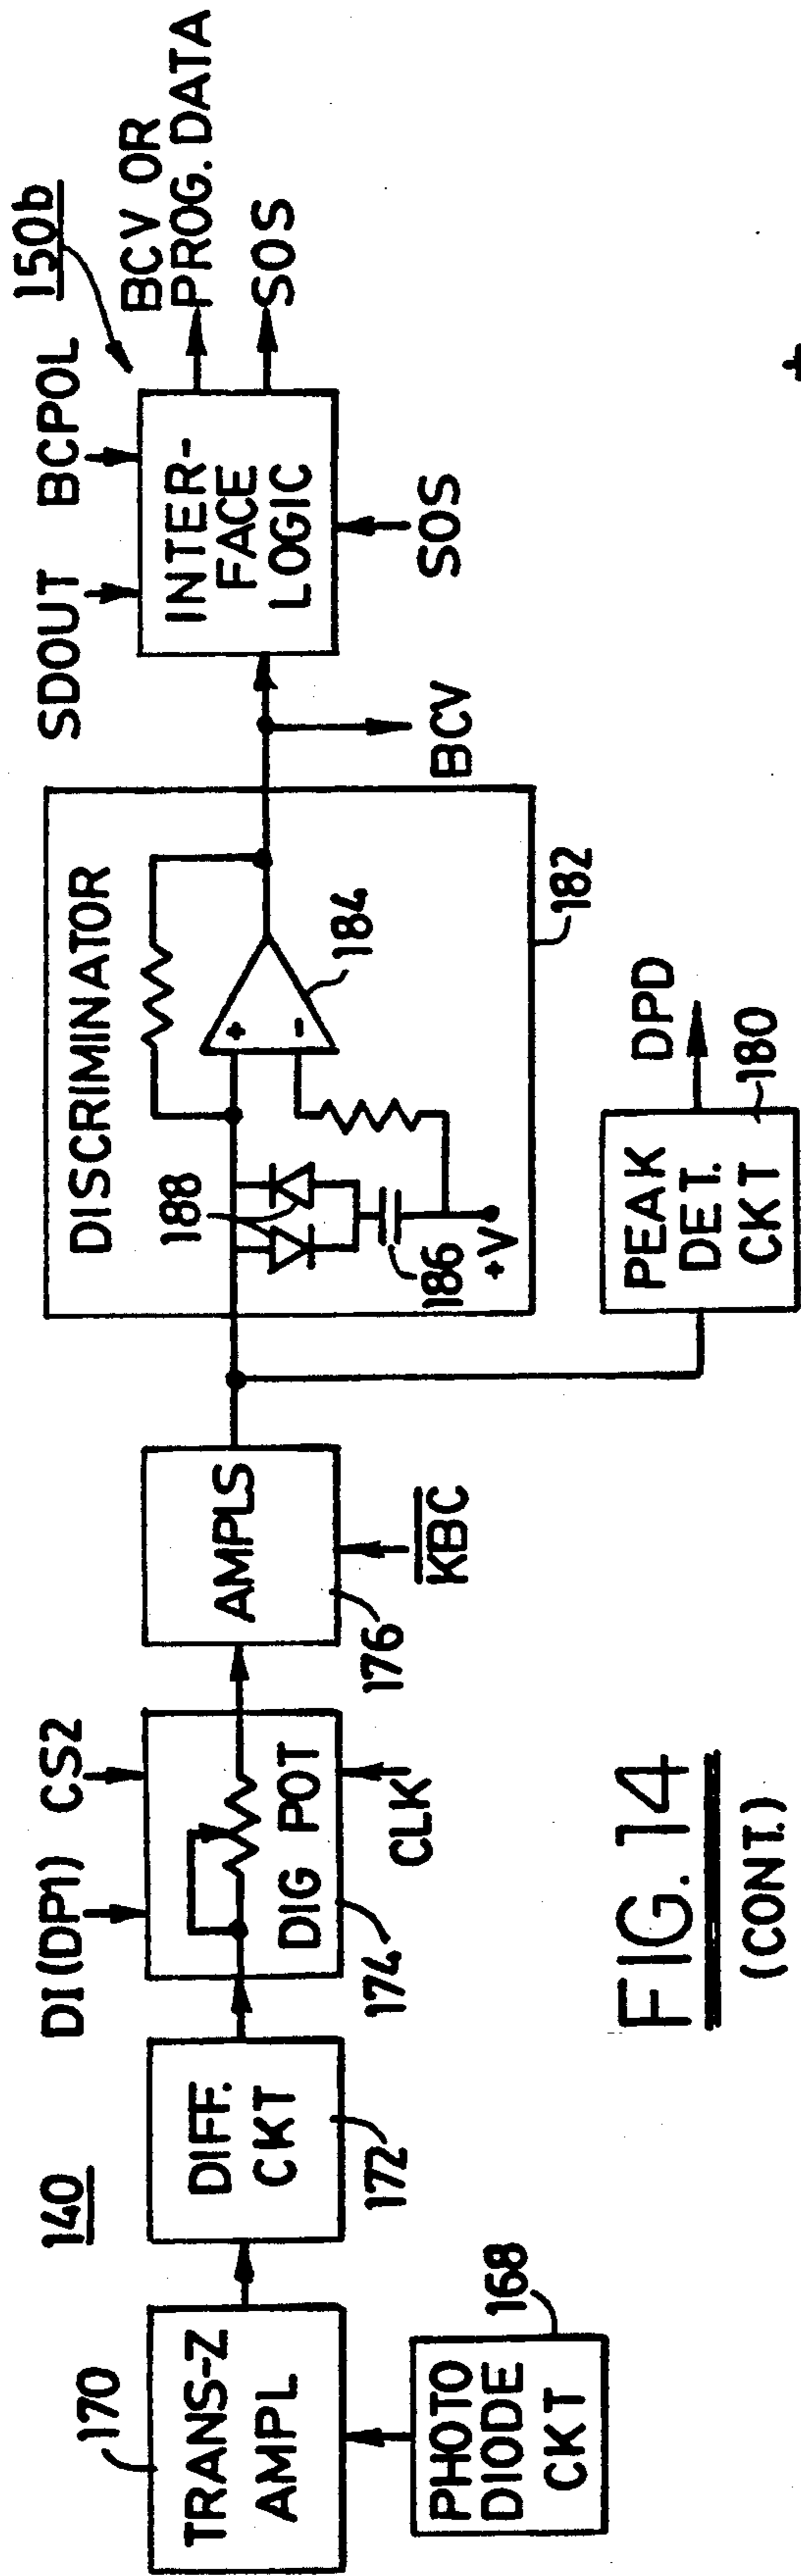 140
170
TRANS-Z
AMPL
PHOTO
DIODE
CKT
168
DIFF.
CKT
172
DI(DP1)
CS2
DIG POT
174
CLK
AMPLS
176
KBC
DISCRIMINATOR
188
186
+V
+
-
184
182
PEAK
DET.
CKT
180
DPD
BCV
SDOUT
BCPOL
150b
INTER-
FACE
LOGIC
SOS
BCV OR
PROG. DATA
SOS
FIG. 14
(CONT.)